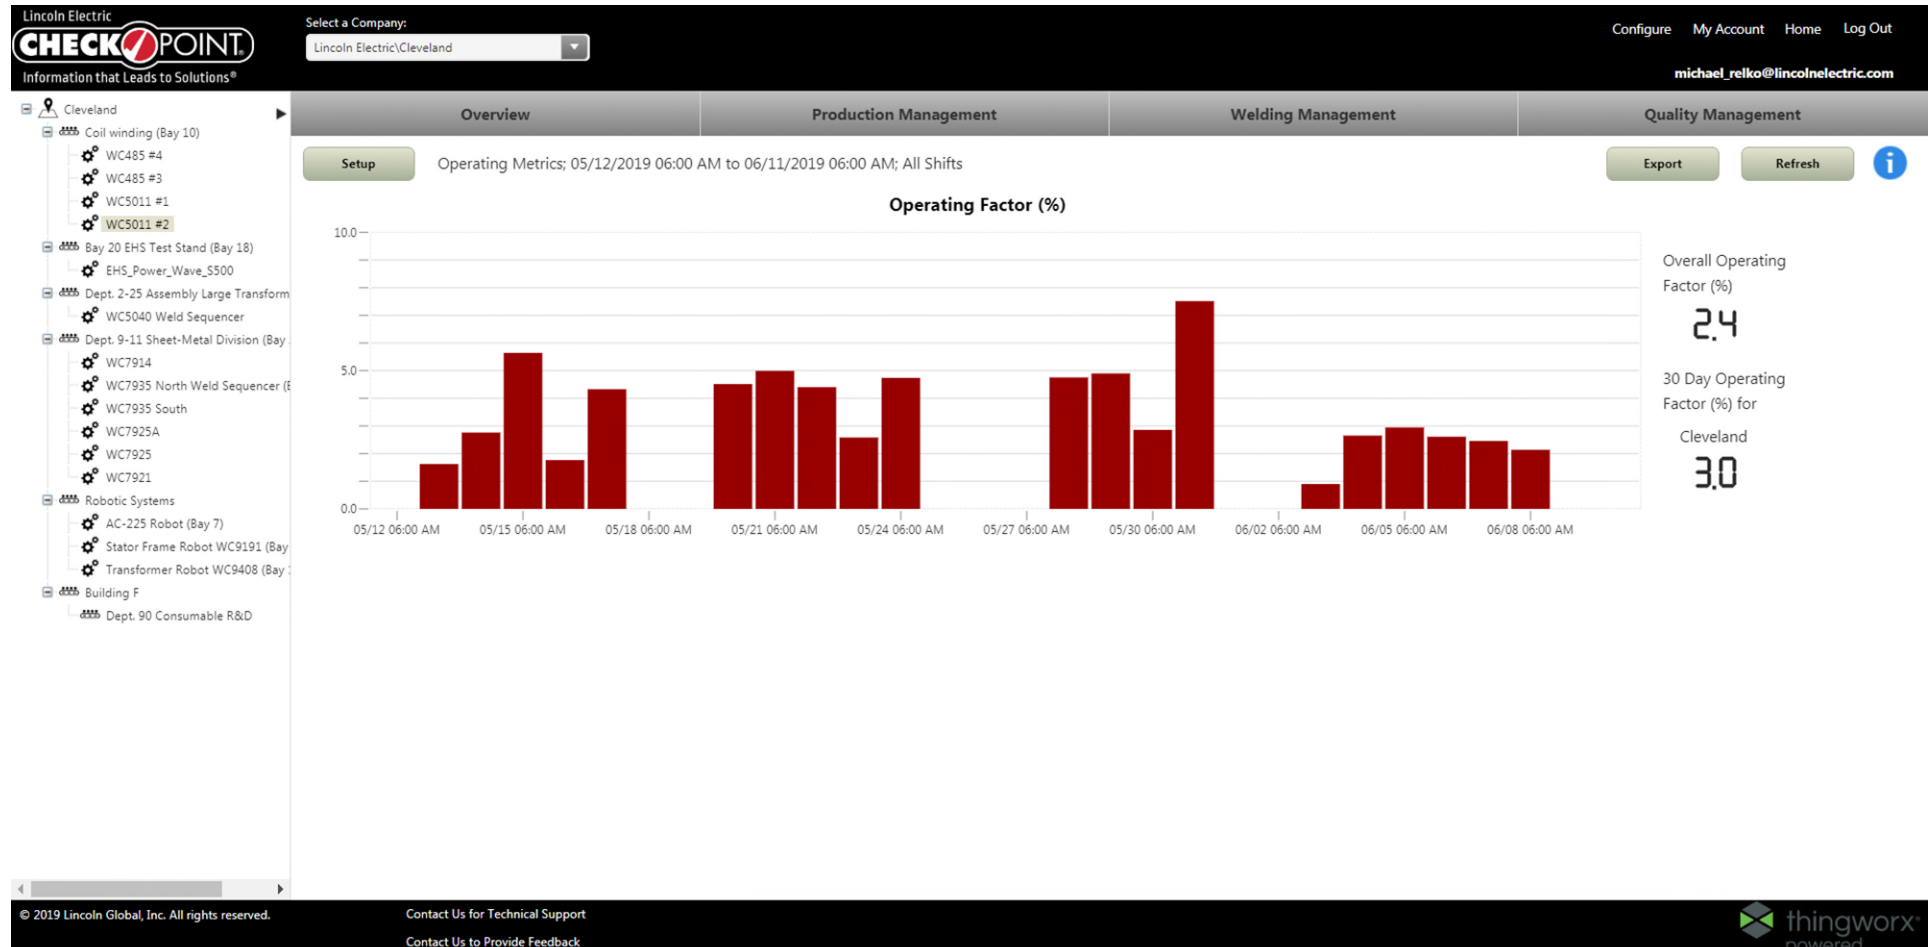 Lincoln Electric
CHECKPOINT®
Information that Leads to Solutions®
Select a Company:
Lincoln Electric\Cleveland
Configure My Account Home Log Out
michael_relko@lincolnelectric.com
Cleveland
Coil winding (Bay 10)
WC485 #4
WC485 #3
WC5011 #1
WC5011 #2
Bay 20 EHS Test Stand (Bay 18)
EHS_Power_Wave_S500
Dept. 2-25 Assembly Large Transform
WC5040 Weld Sequencer
Dept. 9-11 Sheet-Metal Division (Bay
WC7914
WC7935 North Weld Sequencer (E
WC7935 South
WC7925A
WC7925
WC7921
Robotic Systems
AC-225 Robot (Bay 7)
Stator Frame Robot WC9191 (Bay
Transformer Robot WC9408 (Bay
Building F
Dept. 90 Consumable R&D
Overview Production Management Welding Management Quality Management
Setup Operating Metrics; 05/12/2019 06:00 AM to 06/11/2019 06:00 AM; All Shifts Export Refresh i
Operating Factor (%)
10.0
5.0
0.0
05/12 06:00 AM 05/15 06:00 AM 05/18 06:00 AM 05/21 06:00 AM 05/24 06:00 AM 05/27 06:00 AM 05/30 06:00 AM 06/02 06:00 AM 06/05 06:00 AM 06/08 06:00 AM
Overall Operating
Factor (%)
2.4
30 Day Operating
Factor (%) for
Cleveland
3.0
© 2019 Lincoln Global, Inc. All rights reserved.
Contact Us for Technical Support
Contact Us to Provide Feedback
thingworx
powered